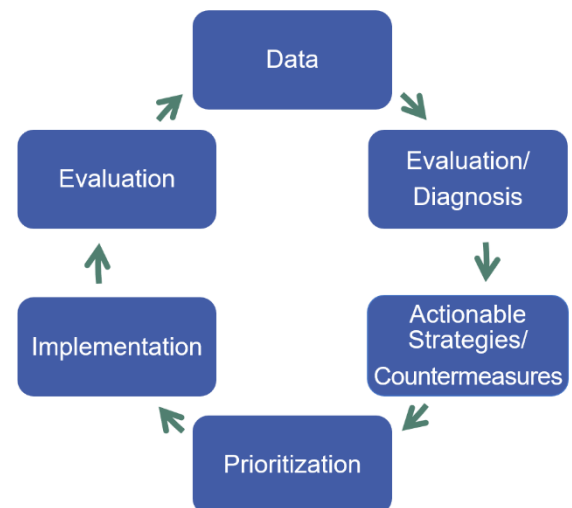 Data
Evaluation/
Diagnosis
Actionable
Strategies/
Countermeasures
Prioritization
Implementation
Evaluation